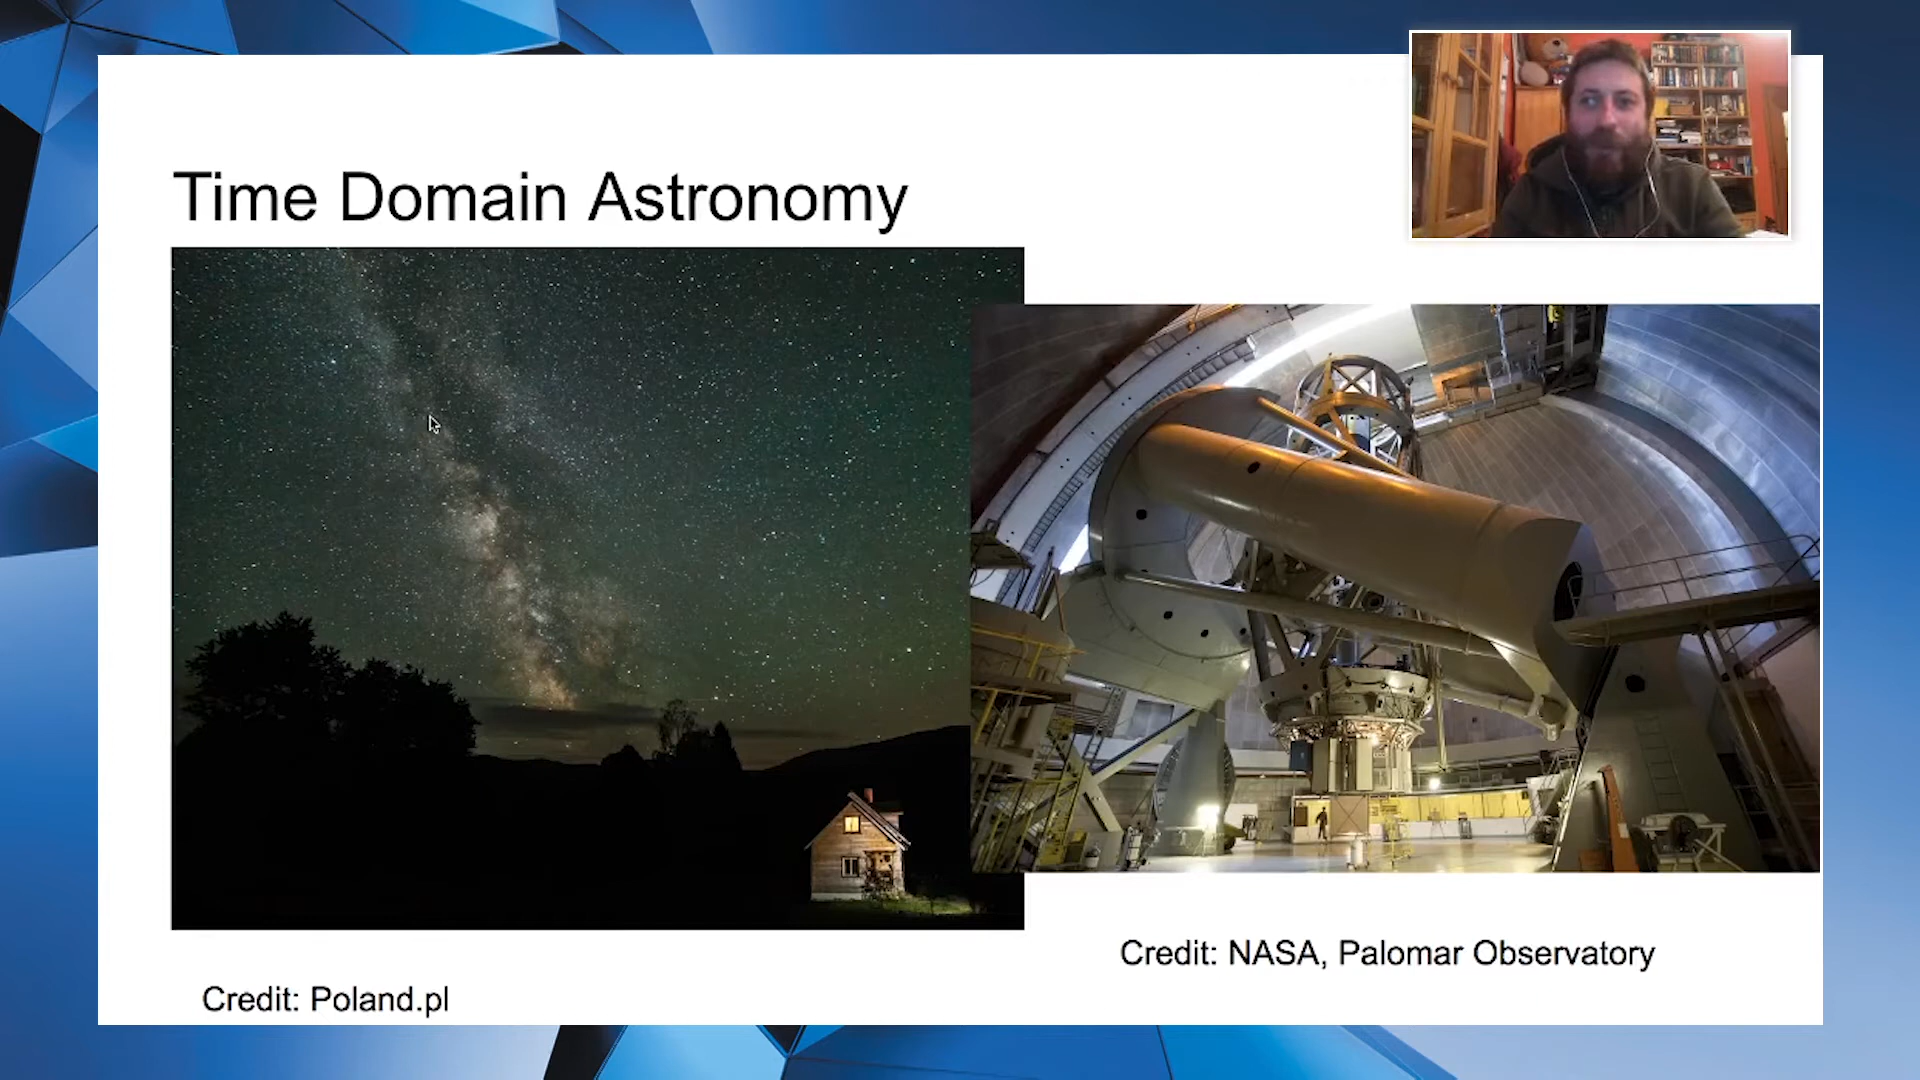 Time Domain Astronomy
Credit: NASA, Palomar Observatory
Credit: Poland.pl